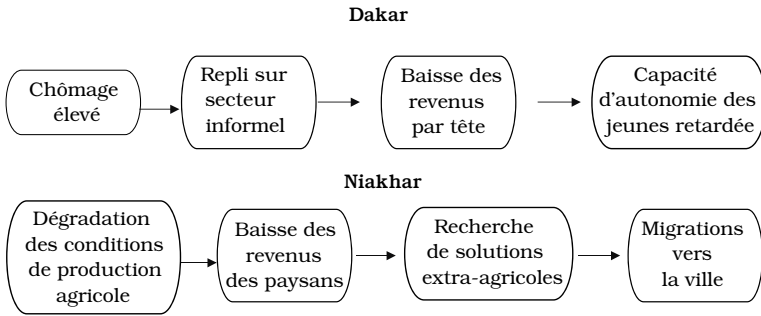 Dakar
Chômage
élevé
Repli sur
secteur
informel
Baisse des
revenus
par tête
Capacité
d'autonomie des
jeunes retardée
Niakhar
Dégradation
des conditions
de production
agricole
Baisse des
revenus
des paysans
Recherche
de solutions
extra-agricoles
Migrations
vers
la ville